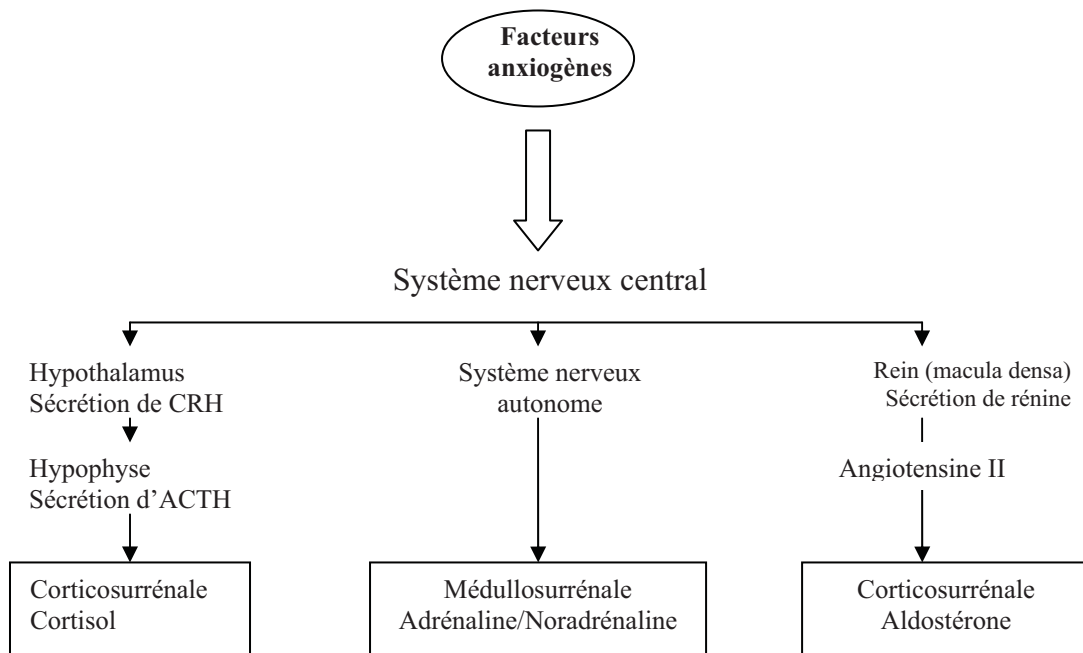 Facteurs
anxiogènes
Système nerveux central
Hypothalamus
Sécrétion de CRH
Hypophyse
Sécrétion d’ACTH
Corticosurrénale
Cortisol
Système nerveux
autonome
Médullosurrénale
Adrénaline/Noradrénaline
Rein (macula densa)
Sécrétion de rénine
Angiotensine II
Corticosurrénale
Aldostérone